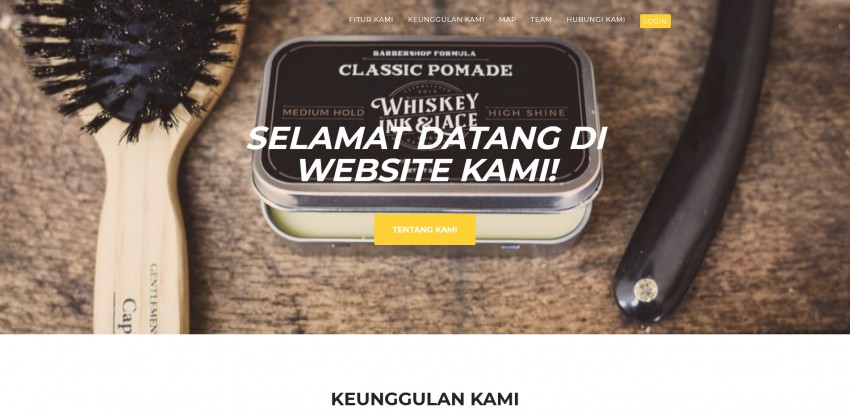 FITUR KAMI KEUNGGULAN KAMI MAP TEAM HUBUNGI KAMI LOGIN
BARBERSHOP FORMULA
CLASSIC POMADE
MEDIUM HOLD
WHISKEY
INK & LACE
HIGH SHINE
SELAMAT DATANG DI
WEBSITE KAMI!
TENTANG KAMI
GENTLEMEN
Cap
KEUNGGULAN KAMI